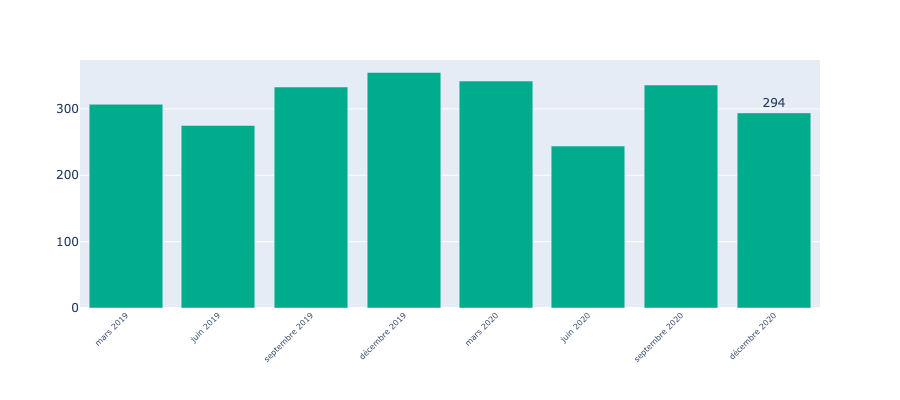 300
200
100
0
294
mars 2019
juin 2019
septembre 2019
décembre 2019
mars 2020
juin 2020
septembre 2020
décembre 2020